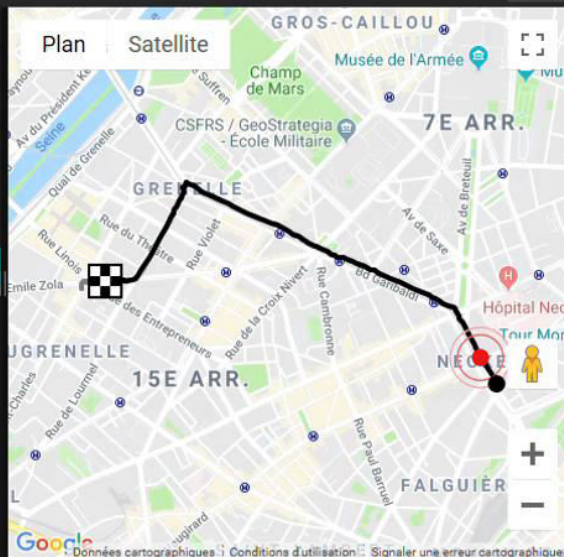 GROS-CAILLOU
Plan
Satellite
Musée de l'Armée
Av du Président Ke
Suffren
Champ
de Mars
7E ARR.
Seine
Quai de Grenelle
CSFRS / GeoStrategia
- École Militaire
GRENELLE
Av de Breteuil
Av de Saxe
Rue du Théâtre
Rue Violet
Rue Linois
Emile Zola
Rue des Entrepreneurs
Rue de la Croix Nivert
Rue Cambronne
Bd Garibaldi
Hôpital Nec
Tour Mon
UGRENELLE
15E ARR.
-Charles
Rue de Lourmel
Rue Paul Barruel
FALGUIÈR
ugirard
Google
Données cartographiques
Conditions d'utilisation
Signaler une erreur cartographique